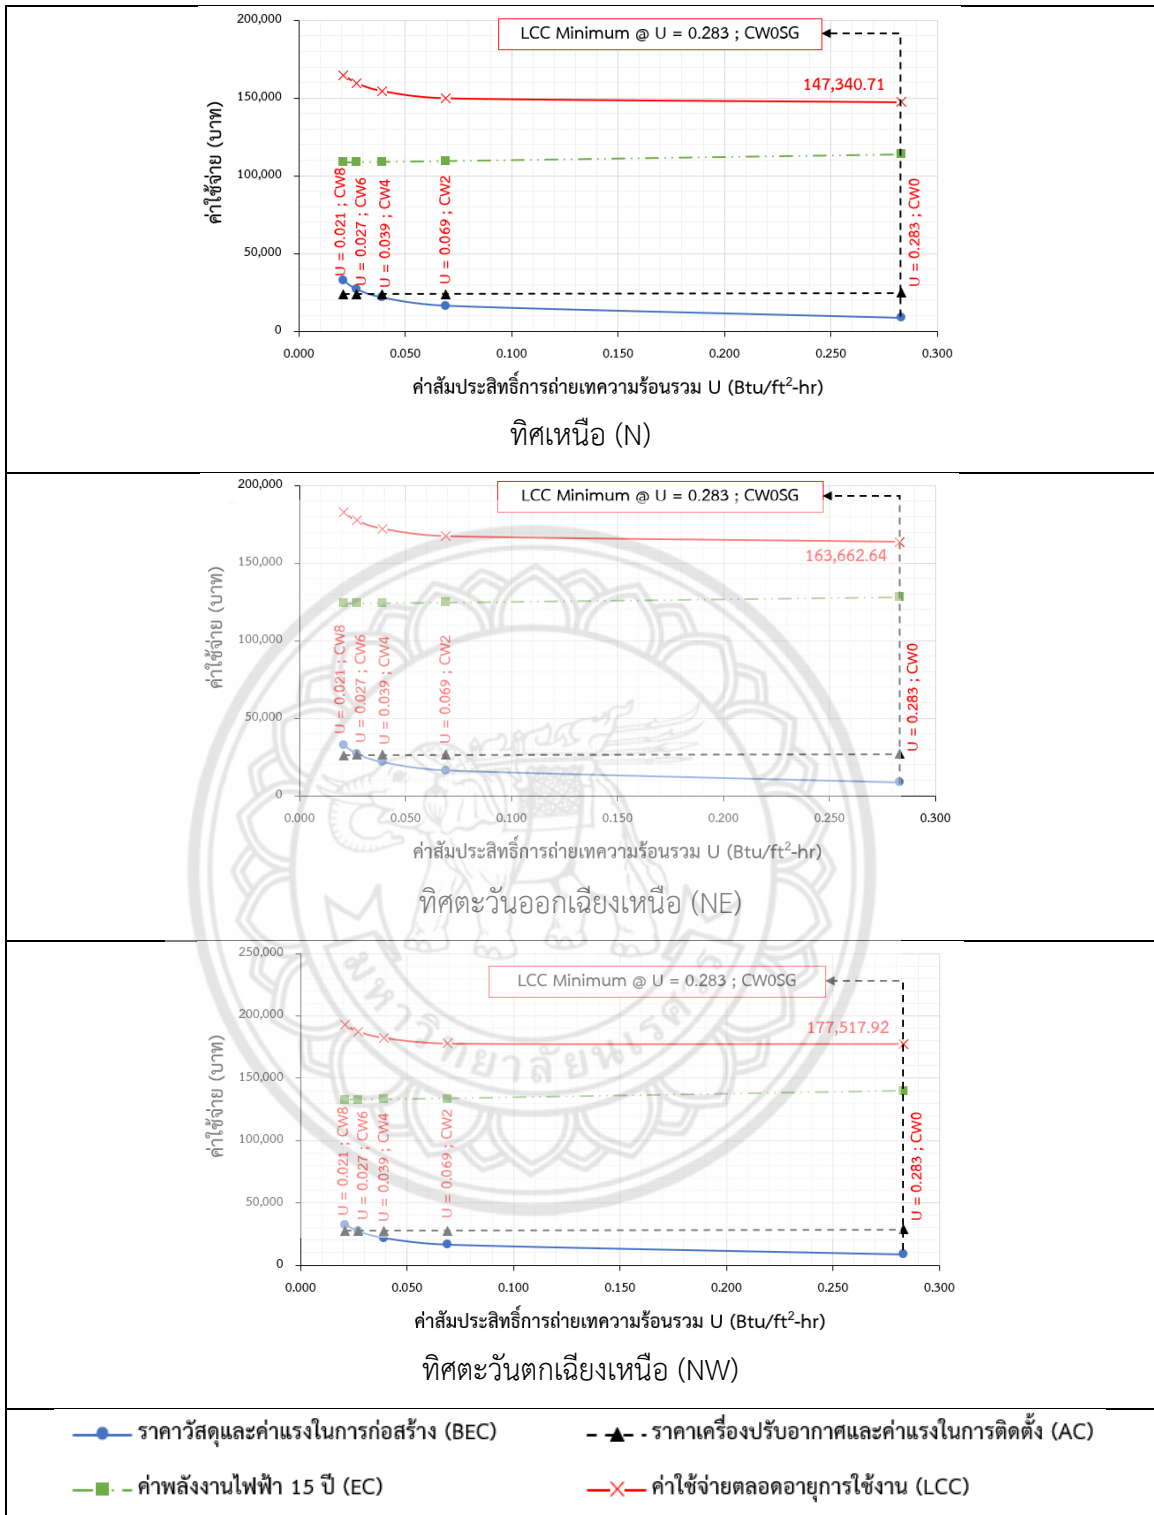 200,000
LCC Minimum @ U = 0.283 ; CW0SG
147,340.71
150,000
100,000
50,000
0
ค่าใช้จ่าย (บาท)
U = 0.021 ; CW8
U = 0.027 ; CW6
U = 0.039 ; CW4
U = 0.069 ; CW2
U = 0.283 ; CW0
0.000 0.050 0.100 0.150 0.200 0.250 0.300
ค่าสัมประสิทธิ์การถ่ายเทความร้อนรวม U (Btu/ft²-hr)
ทิศเหนือ (N)
200,000
LCC Minimum @ U = 0.283 ; CW0SG
163,662.64
150,000
100,000
50,000
0
ค่าใช้จ่าย (บาท)
U = 0.021 ; CW8
U = 0.027 ; CW6
U = 0.039 ; CW4
U = 0.069 ; CW2
U = 0.283 ; CW0
0.000 0.050 0.100 0.150 0.200 0.250 0.300
ค่าสัมประสิทธิ์การถ่ายเทความร้อนรวม U (Btu/ft²-hr)
ทิศตะวันออกเฉียงเหนือ (NE)
250,000
LCC Minimum @ U = 0.283 ; CW0SG
177,517.92
200,000
150,000
100,000
50,000
0
ค่าใช้จ่าย (บาท)
U = 0.021 ; CW8
U = 0.027 ; CW6
U = 0.039 ; CW4
U = 0.069 ; CW2
U = 0.283 ; CW0
มหาวิทยาลัยนเรศวร
0.000 0.050 0.100 0.150 0.200 0.250 0.300
ค่าสัมประสิทธิ์การถ่ายเทความร้อนรวม U (Btu/ft²-hr)
ทิศตะวันตกเฉียงเหนือ (NW)
ราคาวัสดุและค่าแรงในการก่อสร้าง (BEC) ราคาเครื่องปรับอากาศและค่าแรงในการติดตั้ง (AC)
ค่าพลังงานไฟฟ้า 15 ปี (EC) ค่าใช้จ่ายตลอดอายุการใช้งาน (LCC)